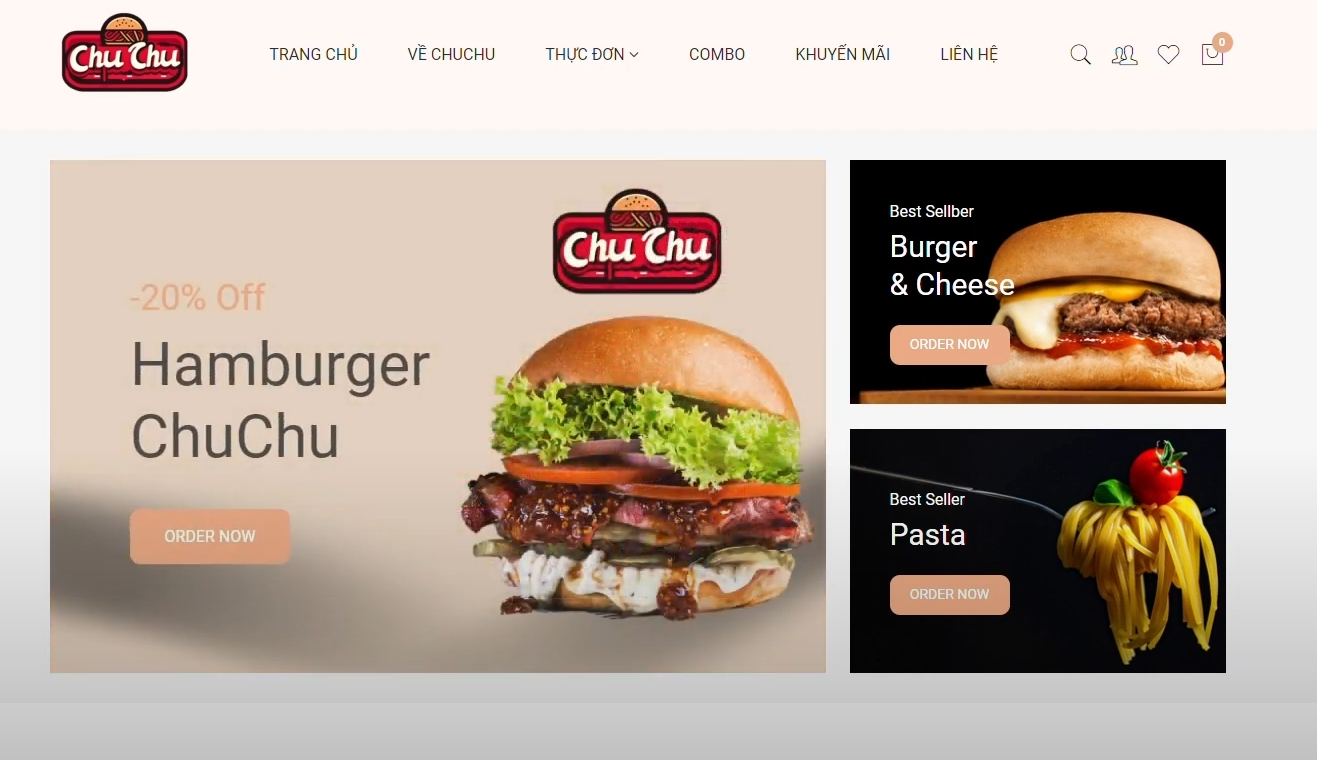 Chu Chu
TRANG CHỦ
VỀ CHUCHU
THỰC ĐƠN
COMBO
KHUYẾN MÃI
LIÊN HỆ
0
Chu Chu
-20% Off
Hamburger
ChuChu
ORDER NOW
Best Sellber
Burger
& Cheese
ORDER NOW
Best Seller
Pasta
ORDER NOW